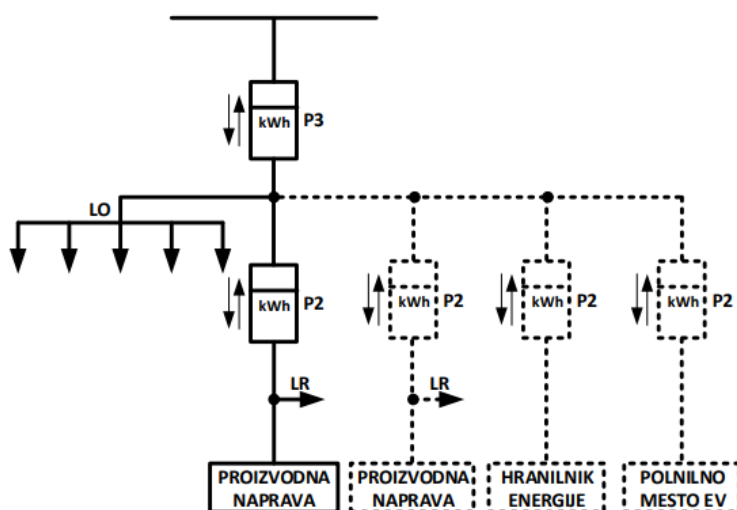 kWh P3
LO
kWh P2
kWh P2
kWh P2
kWh P2
LR
LR
PROIZVODNA
NAPRAVA
PROIZVODNA
NAPRAVA
HRANILNIK
ENERGIJE
POLNILNO
MESTO EV